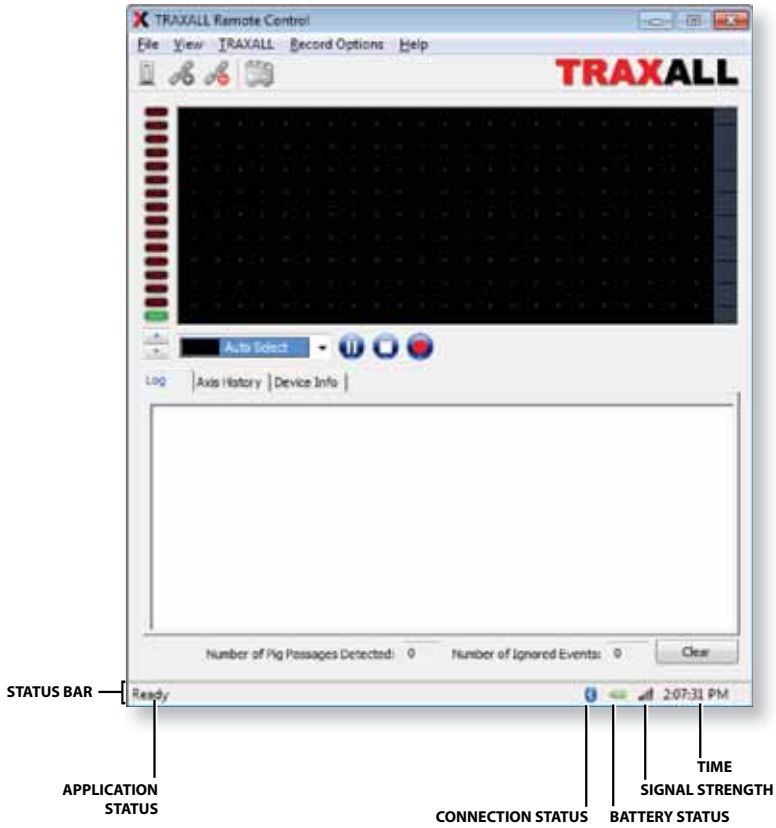 TRAXALL Remote Control
File View TRAXALL Record Options Help
TRAXALL
Auto Select
Log Axis History Device Info
Number of Pig Passages Detected: 0 Number of Ignored Events: 0 Clear
STATUS BAR
Ready 2:07:31 PM
TIME
APPLICATION
STATUS
SIGNAL STRENGTH
CONNECTION STATUS BATTERY STATUS